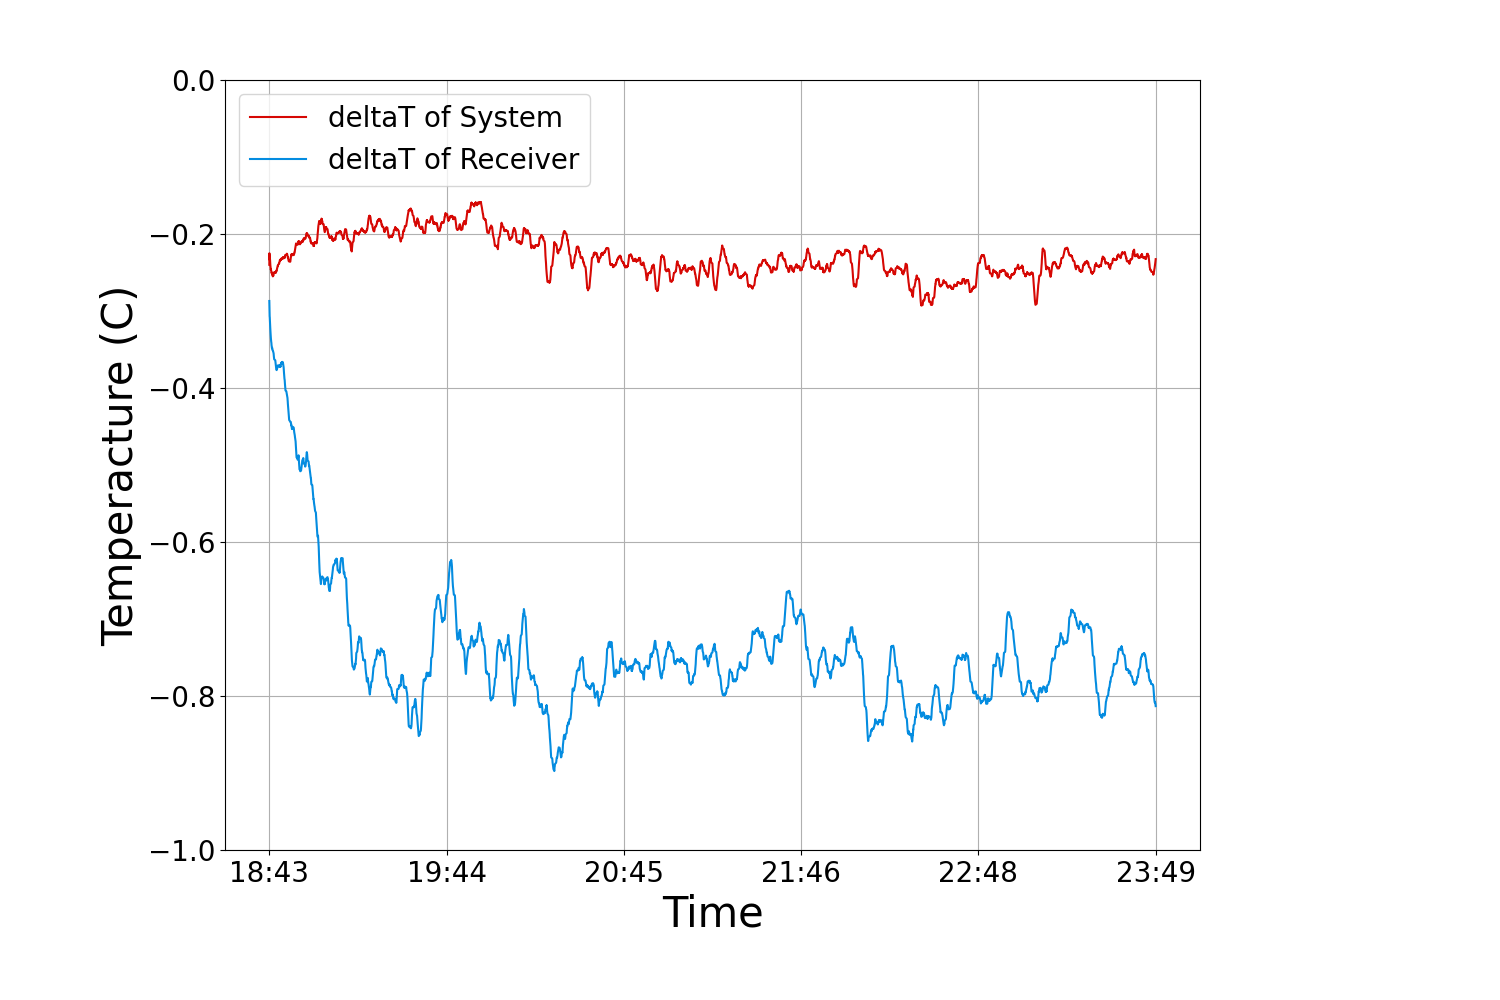 deltaT of System
deltaT of Receiver
Temperacture (C)
0.0
−0.2
−0.4
−0.6
−0.8
−1.0
18:43 19:44 20:45 21:46 22:48 23:49
Time